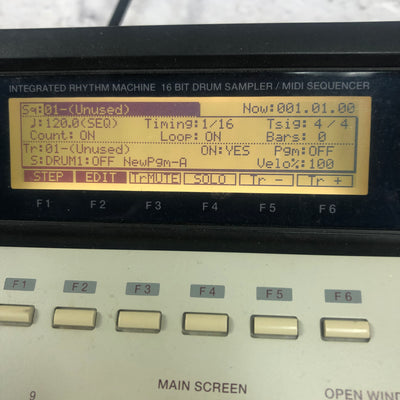 INTEGRATED RHYTHM MACHINE 16 BIT DRUM SAMPLER / MIDI SEQUENCER
Sq:01-(Unused) Now:001.01.00
♩:120.0(SEQ) Timing:1/16 Tsig: 4/ 4
Count: ON Loop: ON Bars: 0
Tr:01-(Unused) ON:YES Pgm:OFF
S:DRUM1:OFF NewPgm-A Velo%:100
STEP EDIT TrMUTE SOLO Tr - Tr +
F1 F2 F3 F4 F5 F6
F1 F2 F3 F4 F5 F6
9 MAIN SCREEN OPEN WIND